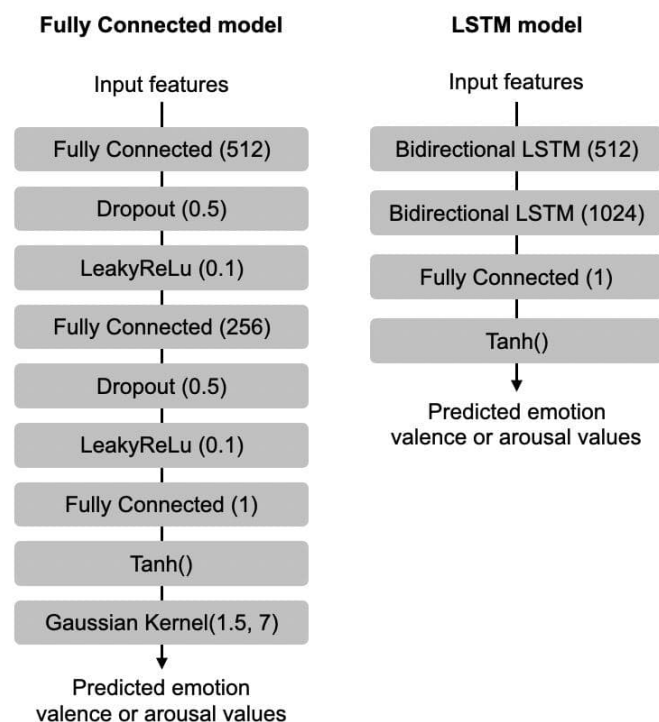 Fully Connected model
Input features
Fully Connected (512)
Dropout (0.5)
LeakyReLu (0.1)
Fully Connected (256)
Dropout (0.5)
LeakyReLu (0.1)
Fully Connected (1)
Tanh()
Gaussian Kernel(1.5, 7)
Predicted emotion
valence or arousal values
LSTM model
Input features
Bidirectional LSTM (512)
Bidirectional LSTM (1024)
Fully Connected (1)
Tanh()
Predicted emotion
valence or arousal values